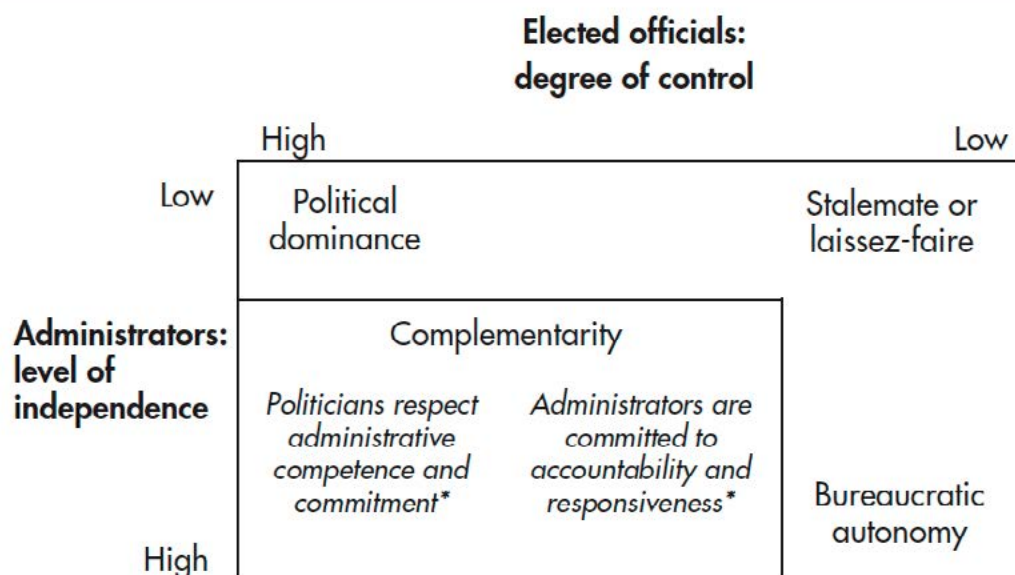 Elected officials:
degree of control
High
Low
Low
Political
dominance
Stalemate or
laissez-faire
Administrators:
level of
independence
Complementarity
Politicians respect
administrative
competence and
commitment*
Administrators are
committed to
accountability and
responsiveness*
Bureaucratic
autonomy
High